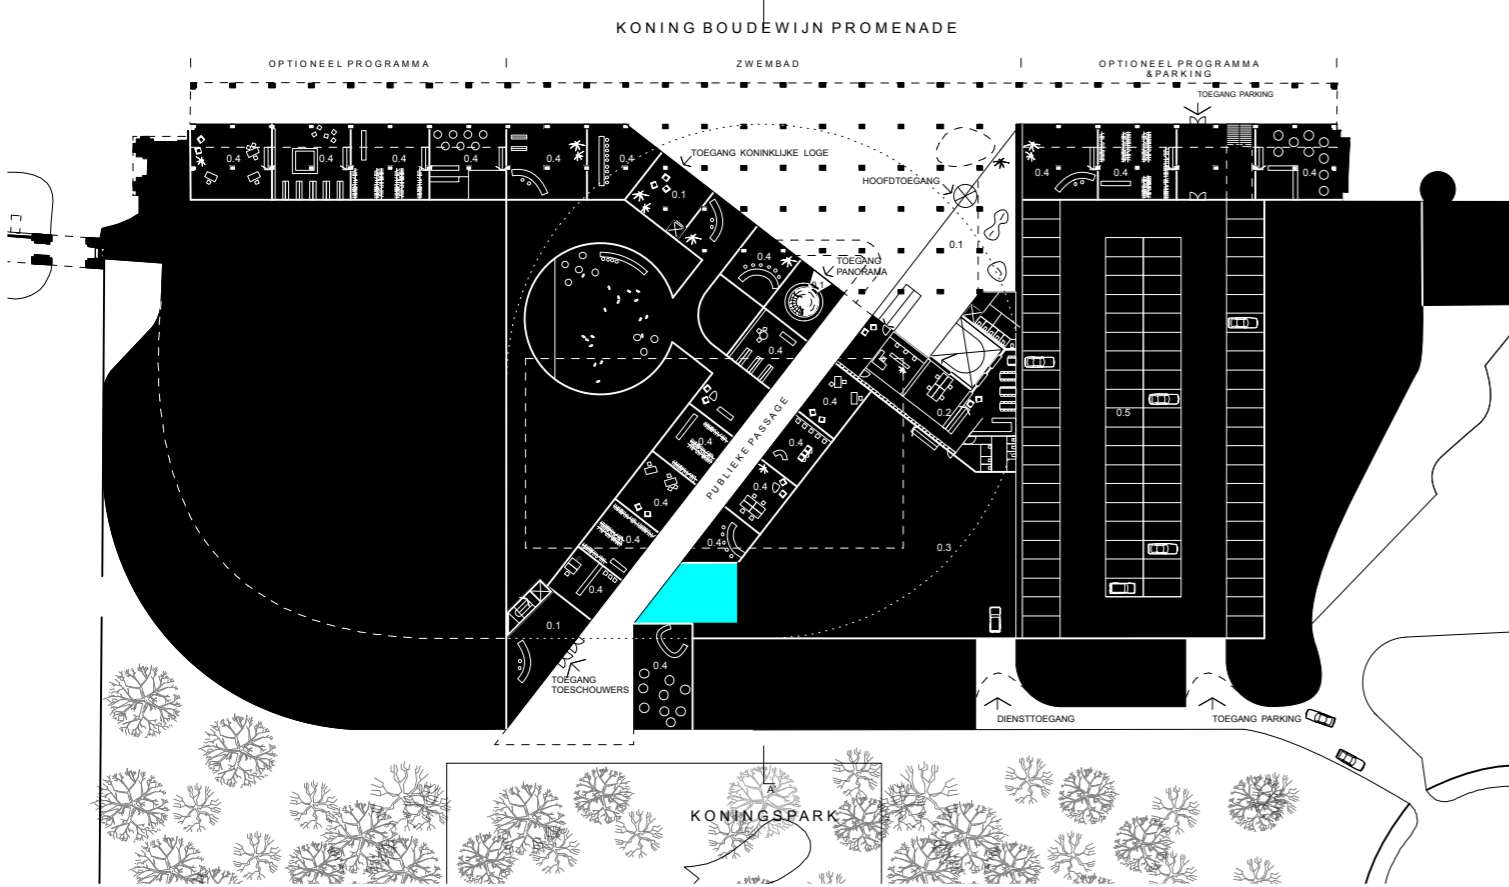 KONING BOUDEWIJN PROMENADE
OPTIONEEL PROGRAMMA
ZWEMBAD
OPTIONEEL PROGRAMMA
&PARKING
TOEGANG PARKING
TOEGANG KONINKLIJKE LOGE
0.4
0.4
0.4
0.4
0.4
0.4
0.4
0.4
0.4
HOOFDTOEGANG
0.1
0.1
0.4
TOEGANG
PANORAMA
0.1
0.4
0.4
0.2
0.5
PUBLIEKE PASSAGE
0.4
0.4
0.4
0.4
0.4
0.4
0.3
0.4
0.1
0.4
TOEGANG
TOESCHOUWERS
DIENSTTOEGANG
TOEGANG PARKING
A
KONINGSPARK